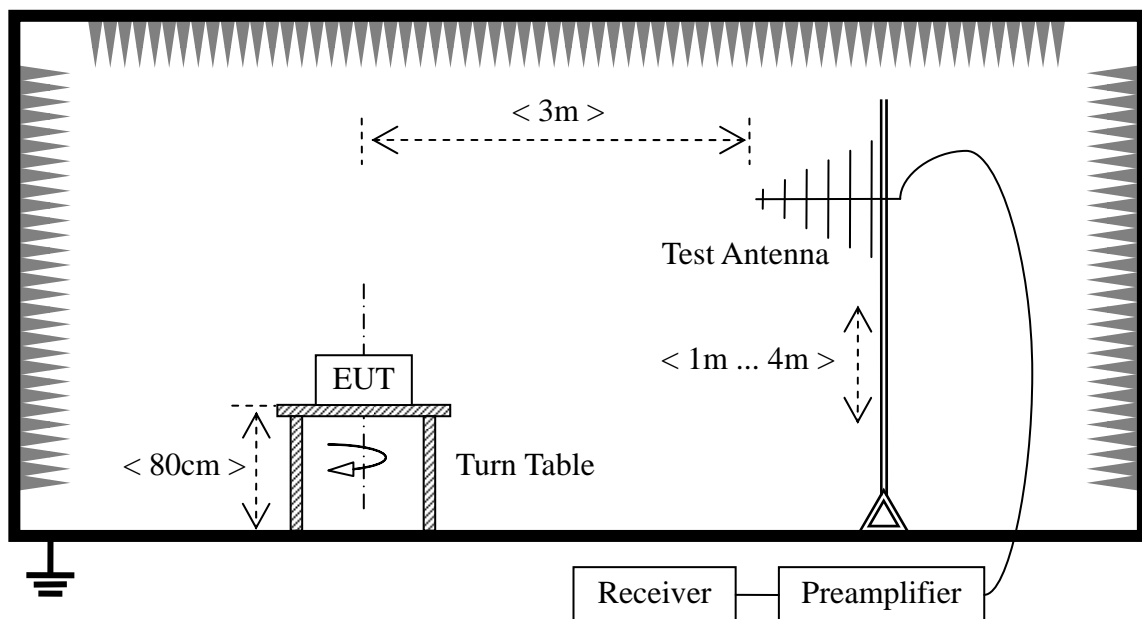 < 3m >
Test Antenna
< 1m ... 4m >
EUT
< 80cm >
Turn Table
Receiver
Preamplifier